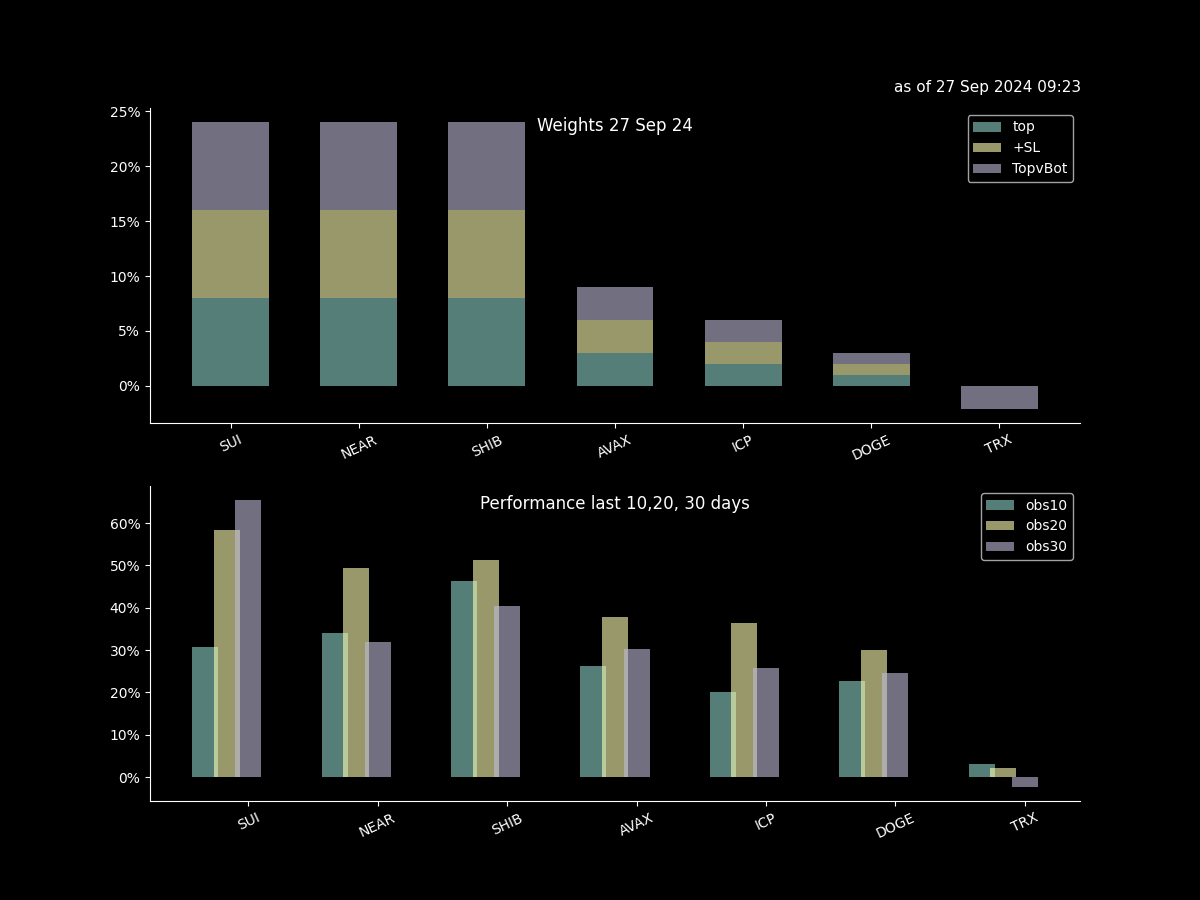 as of 27 Sep 2024 09:23
Weights 27 Sep 24
top
+SL
TopvBot
25%
20%
15%
10%
5%
0%
SUI NEAR SHIB AVAX ICP DOGE TRX
Performance last 10,20, 30 days
obs10
obs20
obs30
60%
50%
40%
30%
20%
10%
0%
SUI NEAR SHIB AVAX ICP DOGE TRX